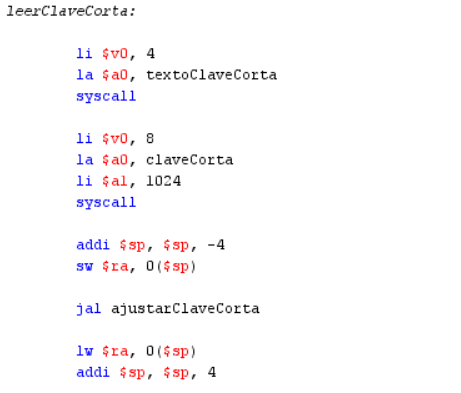 leerClaveCorta:
li $v0, 4
la $a0, textoClaveCorta
syscall
li $v0, 8
la $a0, claveCorta
li $a1, 1024
syscall
addi $sp, $sp, -4
sw $ra, 0($sp)
jal ajustarClaveCorta
lw $ra, 0($sp)
addi $sp, $sp, 4